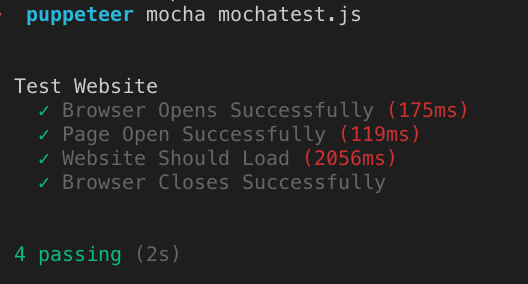 puppeteer mocha mochatest.js
Test Website
✓ Browser Opens Successfully (175ms)
✓ Page Open Successfully (119ms)
✓ Website Should Load (2056ms)
✓ Browser Closes Successfully
4 passing (2s)